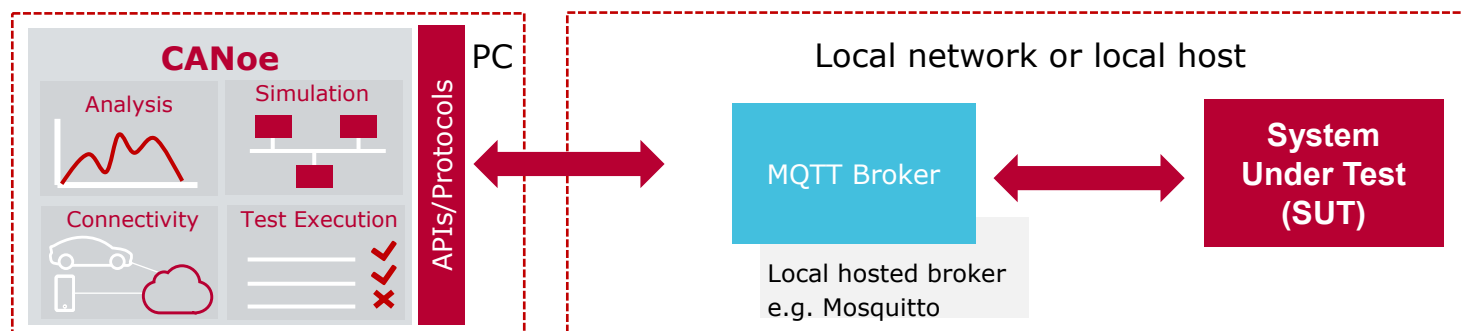 CANoe
Analysis
Simulation
Connectivity
Test Execution
APIs/Protocols
PC
Local network or local host
MQTT Broker
Local hosted broker
e.g. Mosquitto
System
Under Test
(SUT)